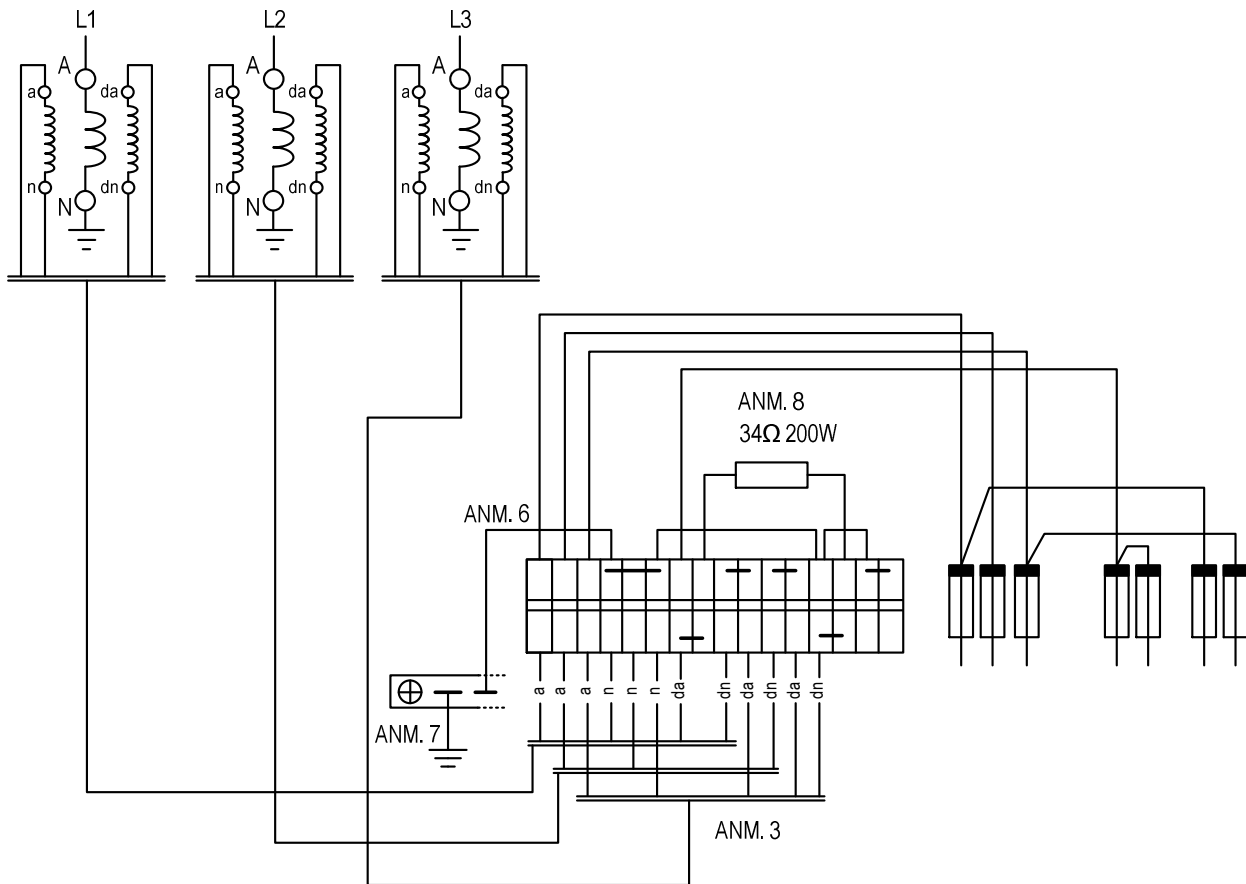 L1 L2 L3
A A A
a da a da a da
n dn n dn n dn
N N N
ANM. 8
34Ω 200W
ANM. 6
a a a n n n da dn da dn da dn
ANM. 7
ANM. 3